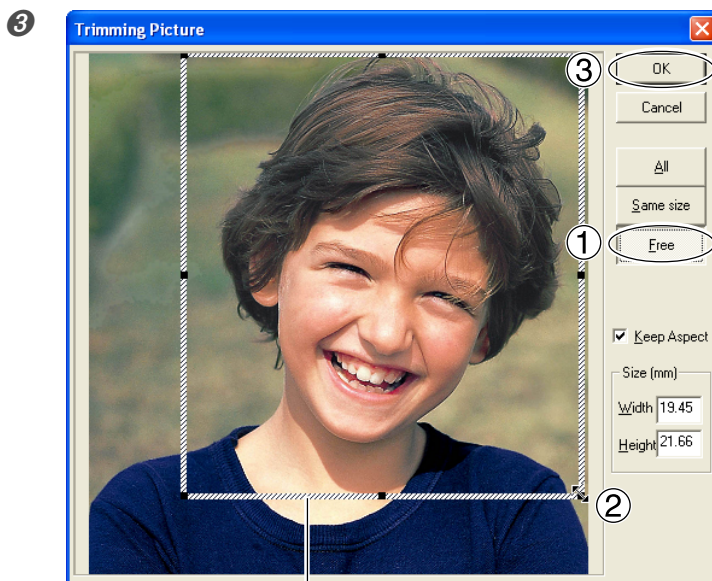 ❸
Trimming Picture
③
OK
Cancel
All
Same size
①
Free
Keep Aspect
Size (mm)
Width 19.45
Height 21.66
②